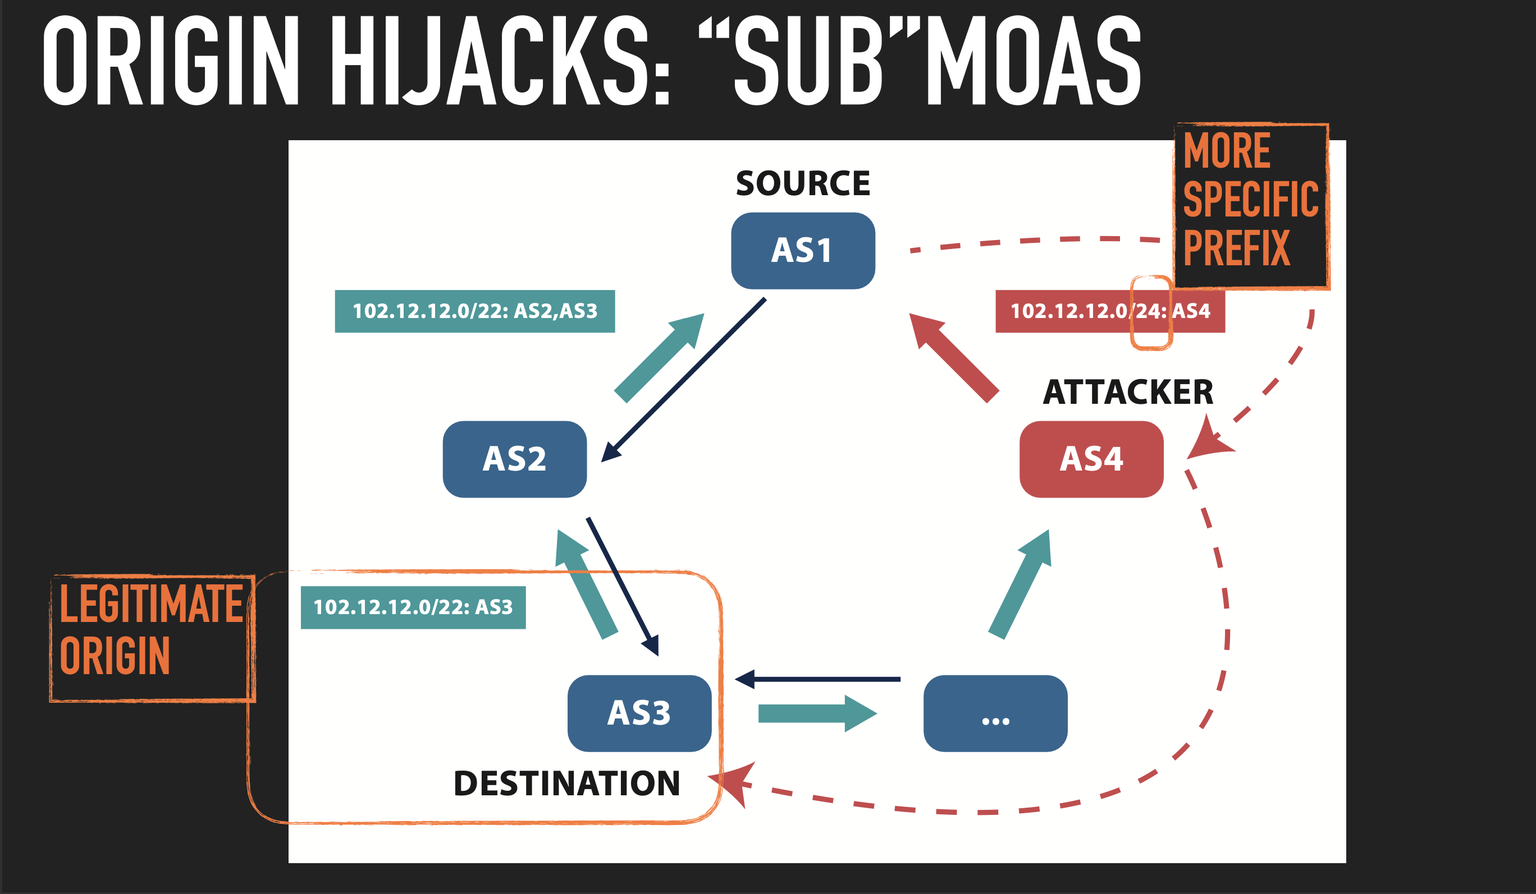 ORIGIN HIJACKS: “SUB”MOAS
MORE
SPECIFIC
PREFIX
SOURCE
AS1
102.12.12.0/22: AS2,AS3
102.12.12.0/24: AS4
ATTACKER
AS2
AS4
LEGITIMATE
ORIGIN
102.12.12.0/22: AS3
AS3
...
DESTINATION